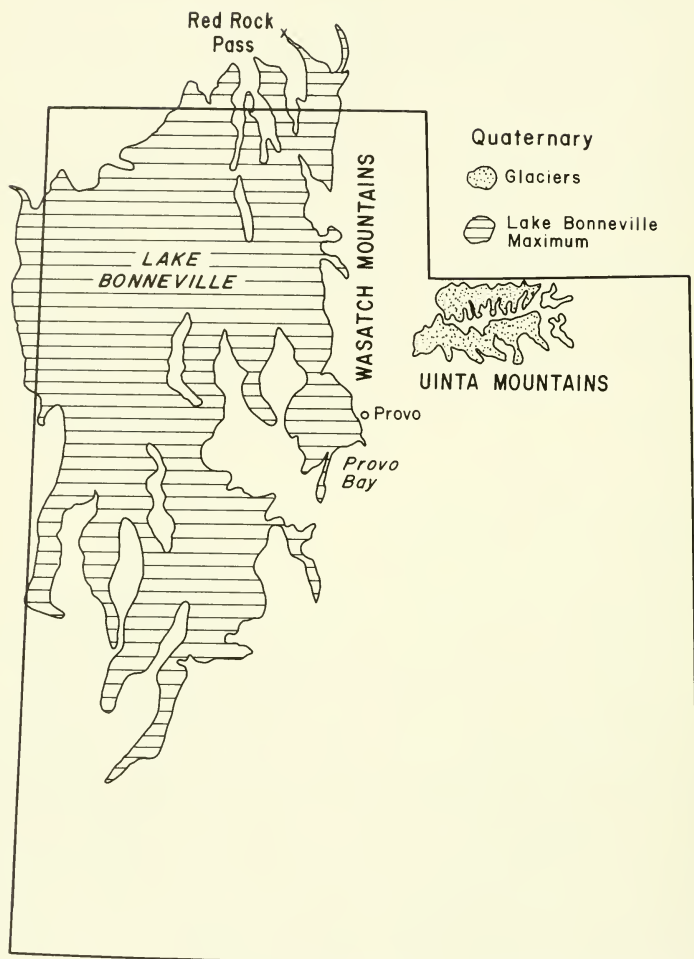 Red Rock
Pass
Quaternary
Glaciers
Lake Bonneville
Maximum
LAKE
BONNEVILLE
WASATCH MOUNTAINS
UINTA MOUNTAINS
Provo
Provo
Bay